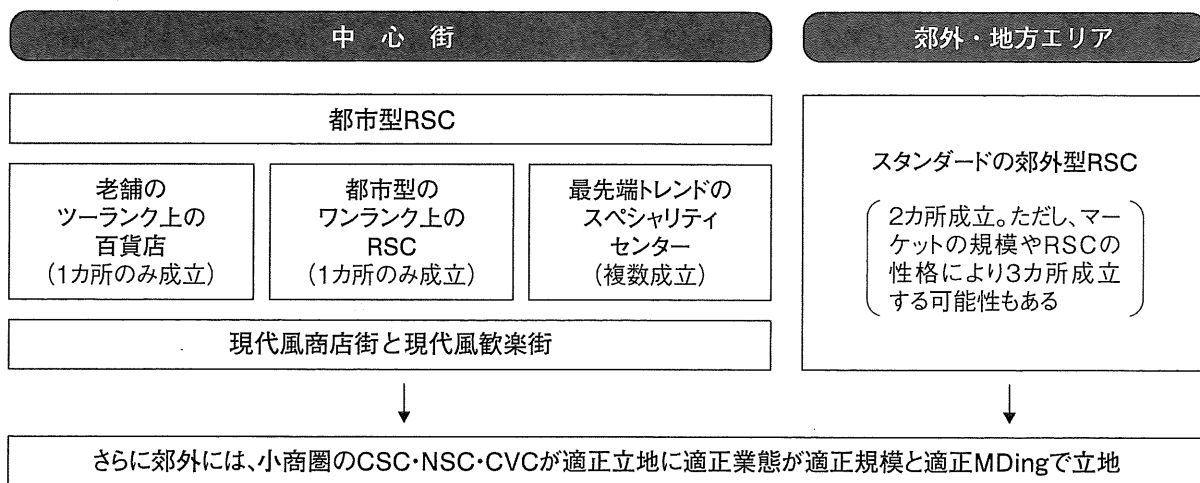 中心街
郊外・地方エリア
都市型RSC
老舗の
ツーランク上の
百貨店
(1カ所のみ成立)
都市型の
ワンランク上の
RSC
(1カ所のみ成立)
最先端トレンドの
スペシャリティ
センター
(複数成立)
現代風商店街と現代風歓楽街
スタンダードの郊外型RSC
2カ所成立。ただし、マー
ケットの規模やRSCの
性格により3カ所成立
する可能性もある
さらに郊外には、小商圏のCSC・NSC・CVCが適正立地に適正業態が適正規模と適正MDingで立地